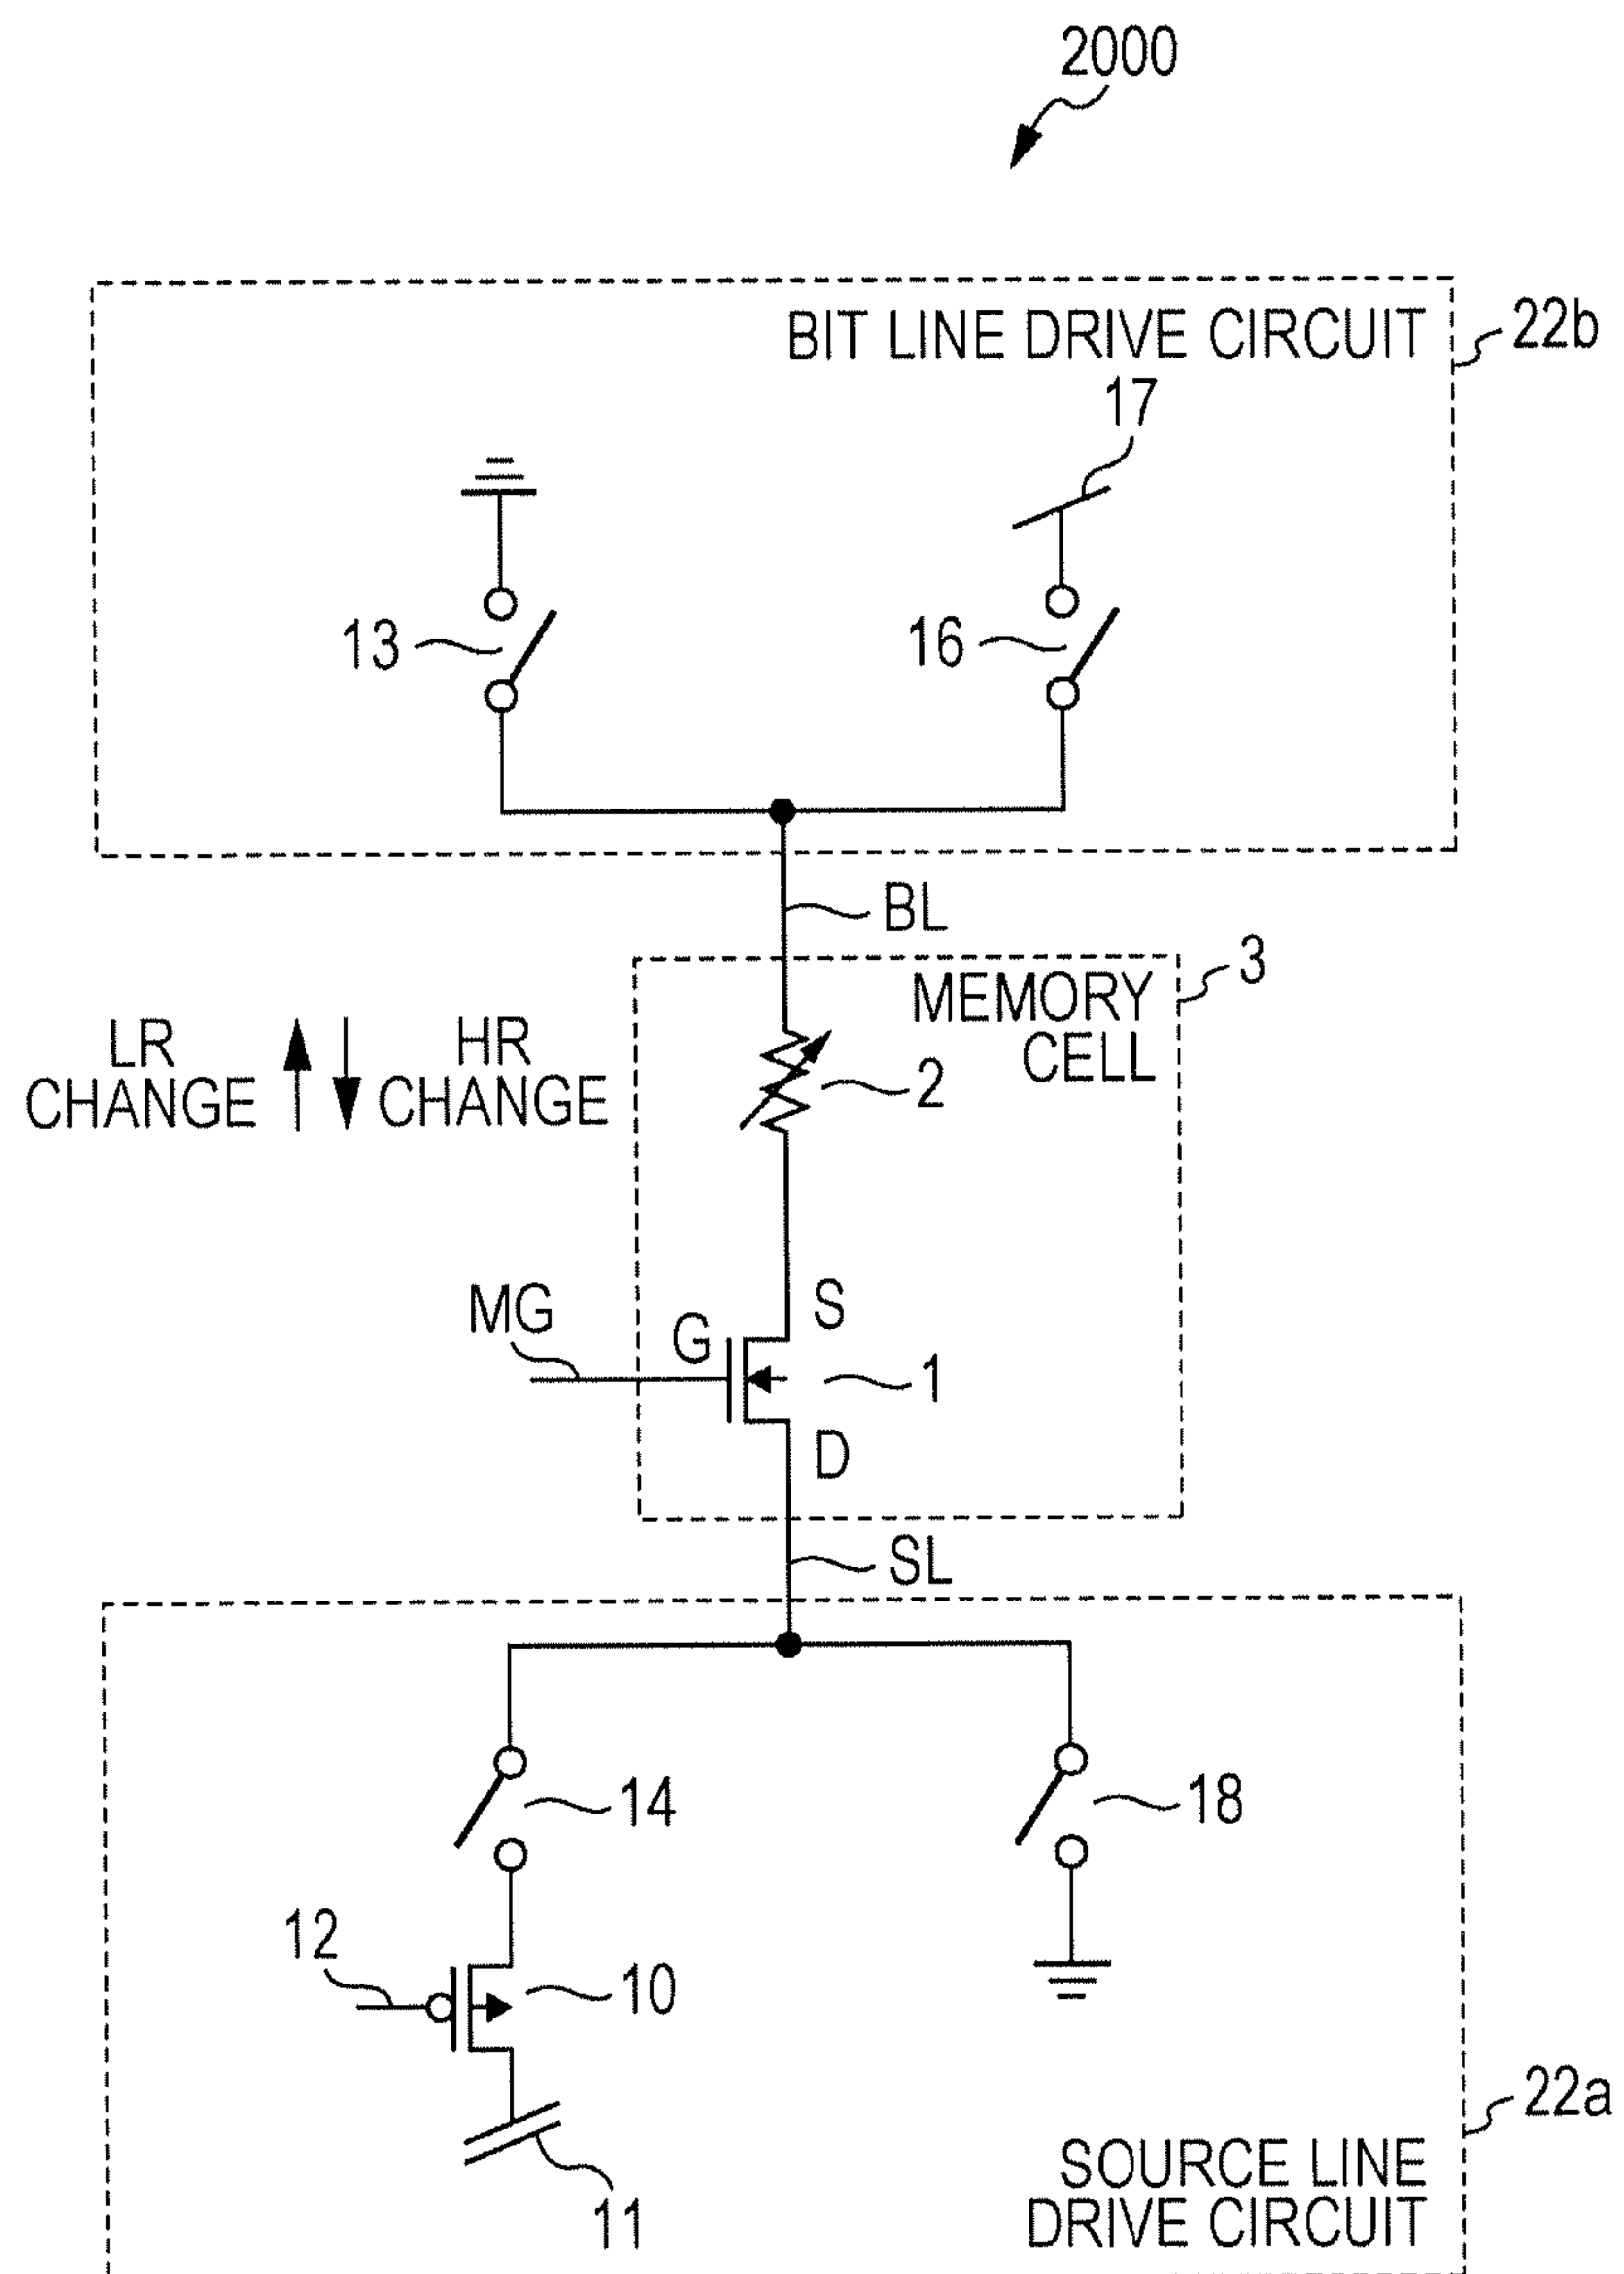 2000
BIT LINE DRIVE CIRCUIT
22b
17
13
16
BL
3
MEMORY
CELL
LR
CHANGE
HR
CHANGE
2
MG
G
S
1
D
SL
14
18
12
10
11
22a
SOURCE LINE
DRIVE CIRCUIT